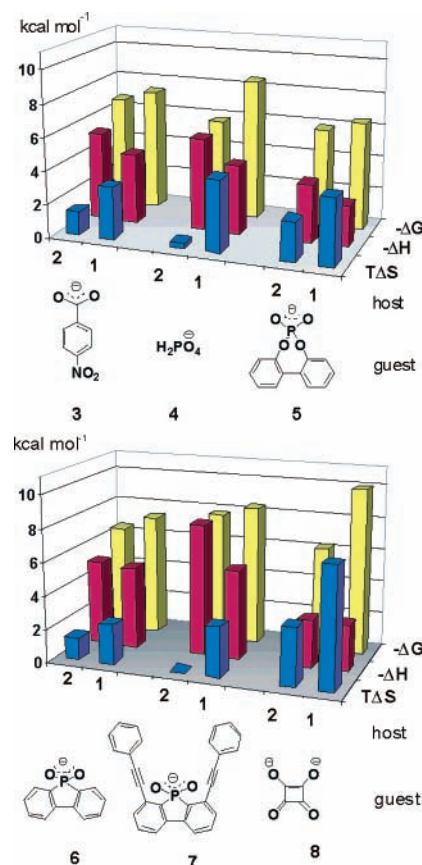 kcal mol⁻¹
10
8
6
4
2
0
2 1 2 1 2 1
-ΔG
-ΔH
TΔS
host
guest
⊖
O O
NO₂
H₂PO₄⊖
⊖
O O
P
O O
3 4 5
kcal mol⁻¹
10
8
6
4
2
0
2 1 2 1 2 1
-ΔG
-ΔH
TΔS
host
guest
⊖
O O
P
⊖
O O
P
⊖ ⊖
O O
O O
6 7 8